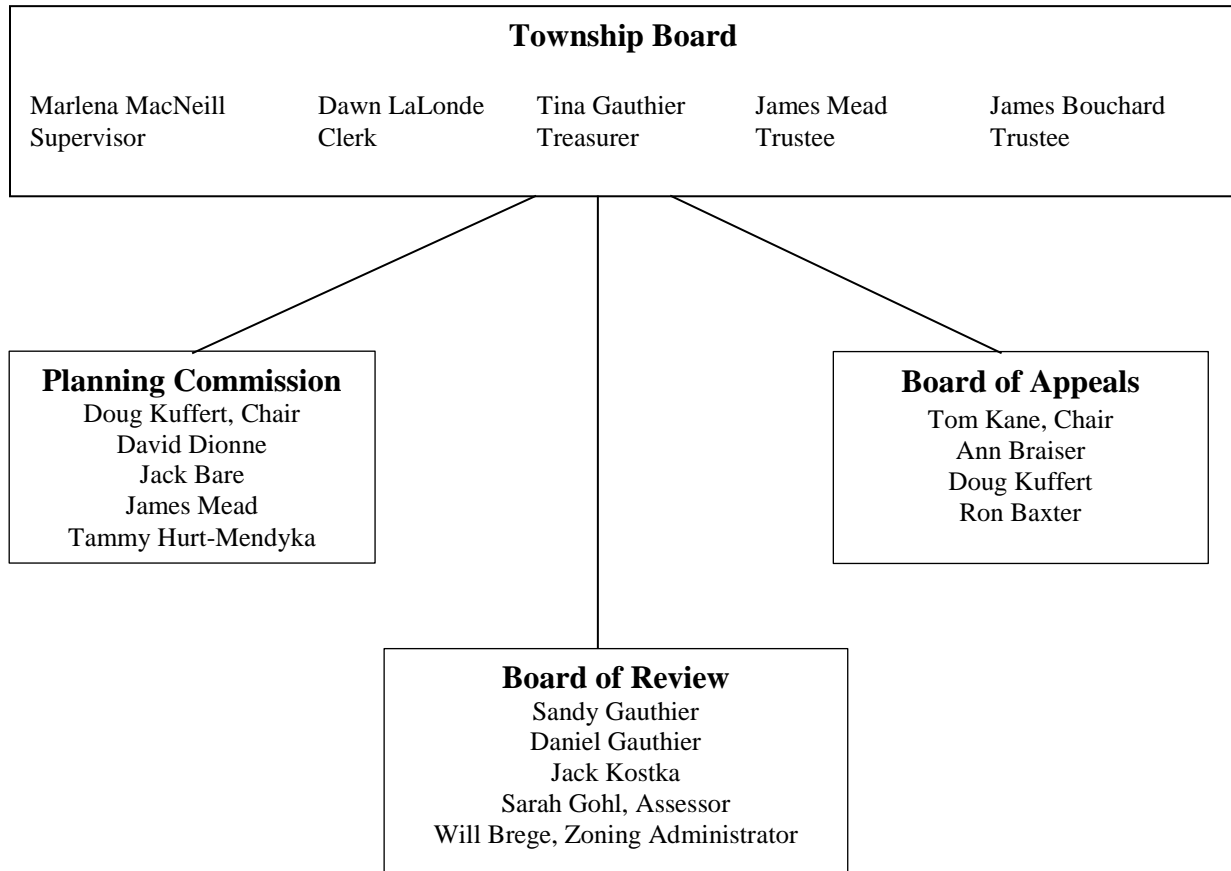 Township Board
Marlena MacNeill Dawn LaLonde Tina Gauthier James Mead James Bouchard
Supervisor Clerk Treasurer Trustee Trustee
Planning Commission
Doug Kuffert, Chair
David Dionne
Jack Bare
James Mead
Tammy Hurt-Mendyka
Board of Appeals
Tom Kane, Chair
Ann Braiser
Doug Kuffert
Ron Baxter
Board of Review
Sandy Gauthier
Daniel Gauthier
Jack Kostka
Sarah Gohl, Assessor
Will Brege, Zoning Administrator